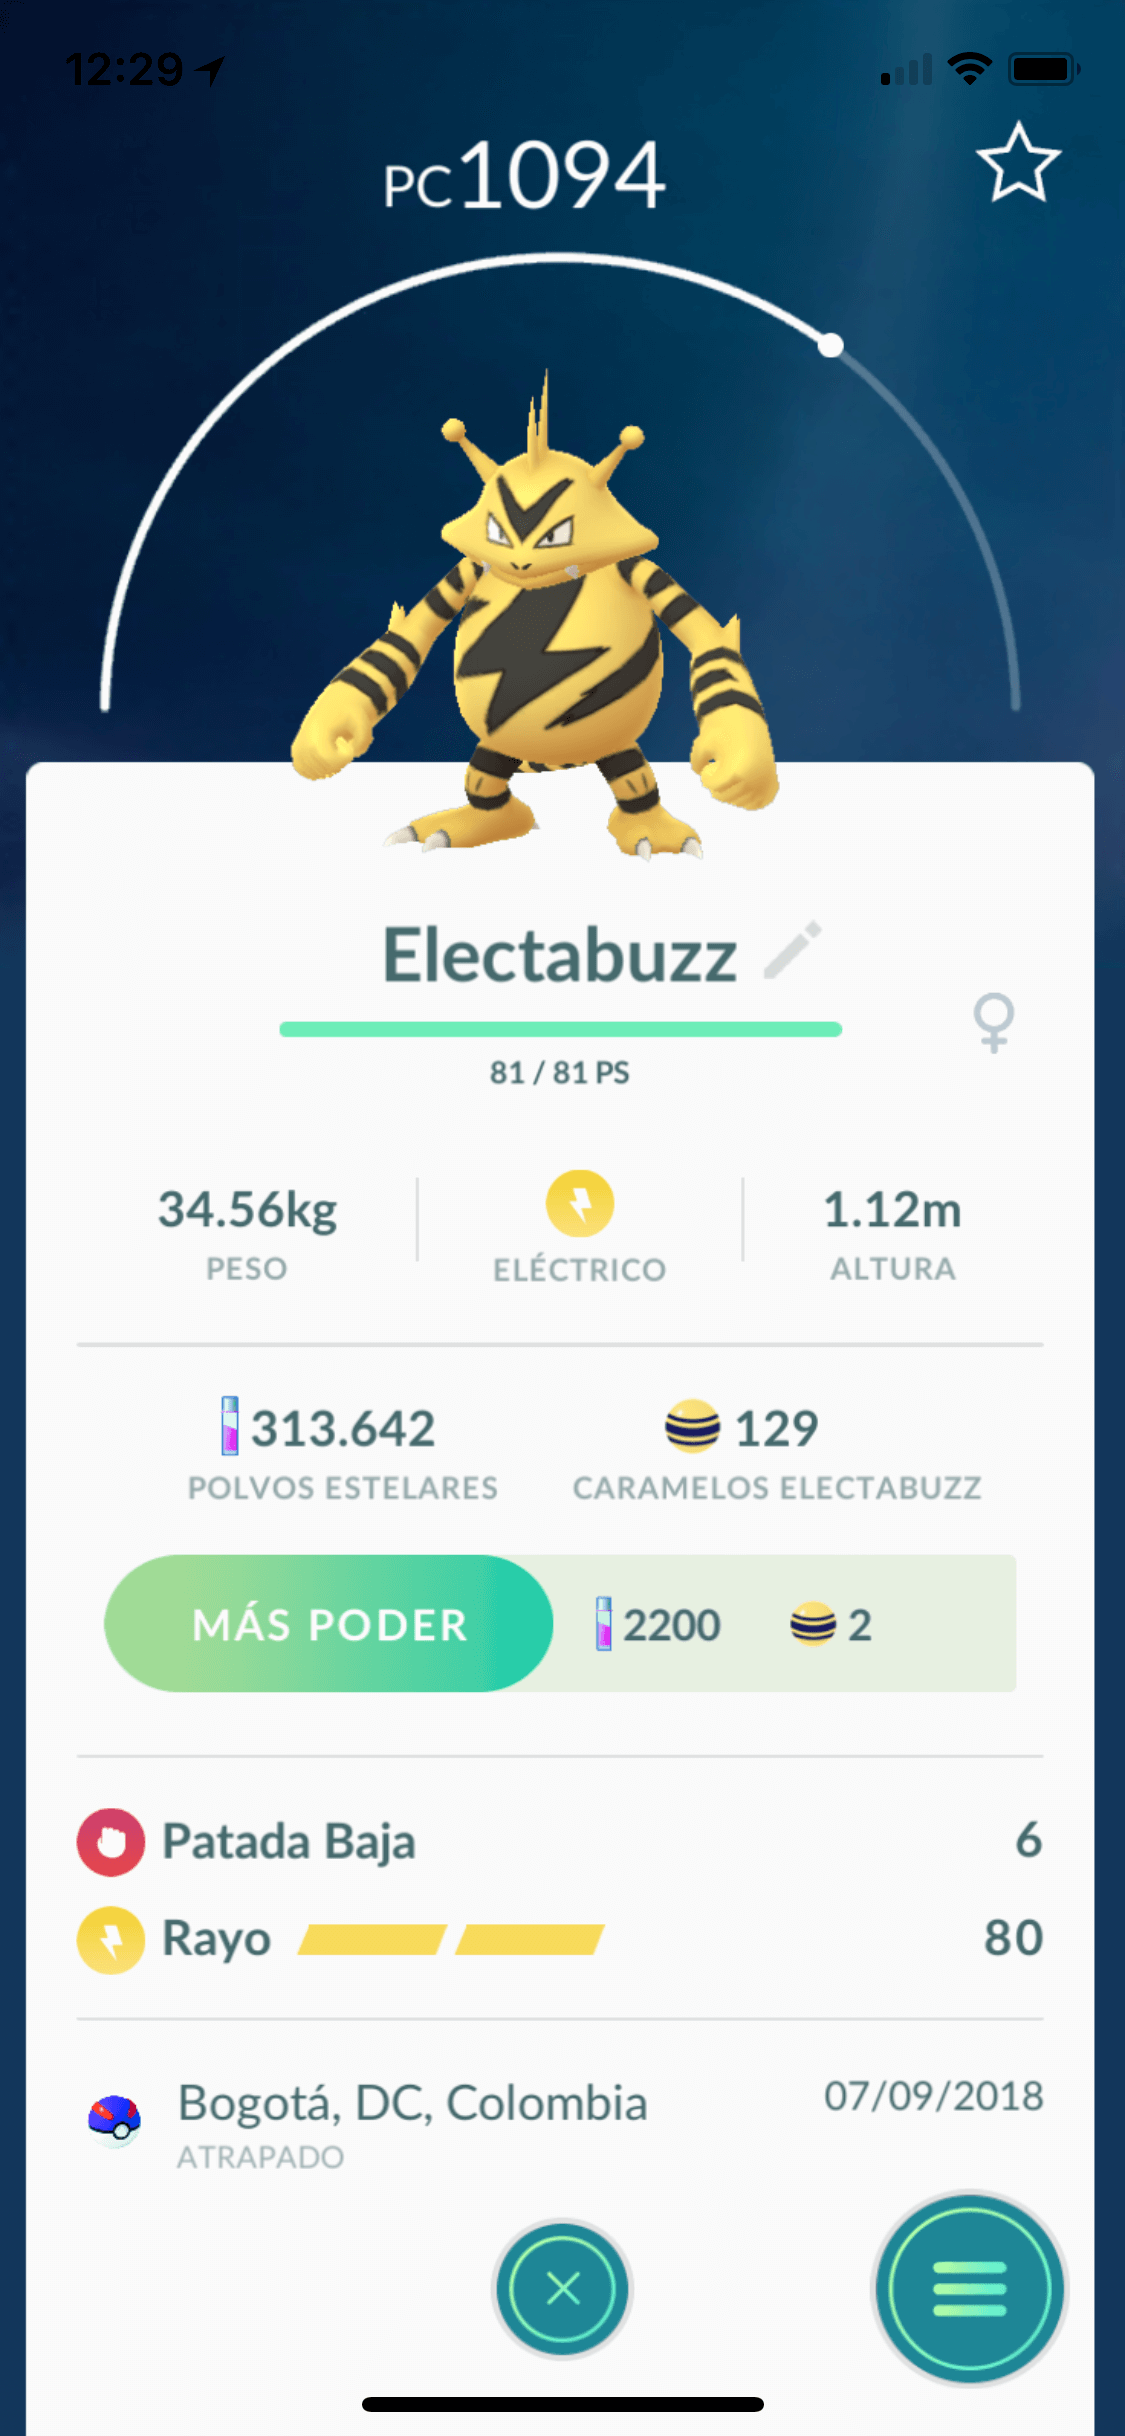 12:29
PC1094
Electabuzz
81 / 81 PS
34.56kg
PESO
ELÉCTRICO
1.12m
ALTURA
313.642
POLVOS ESTELARES
129
CARAMELOS ELECTABUZZ
MÁS PODER 2200 2
Patada Baja 6
Rayo 80
Bogotá, DC, Colombia 07/09/2018
ATRAPADO